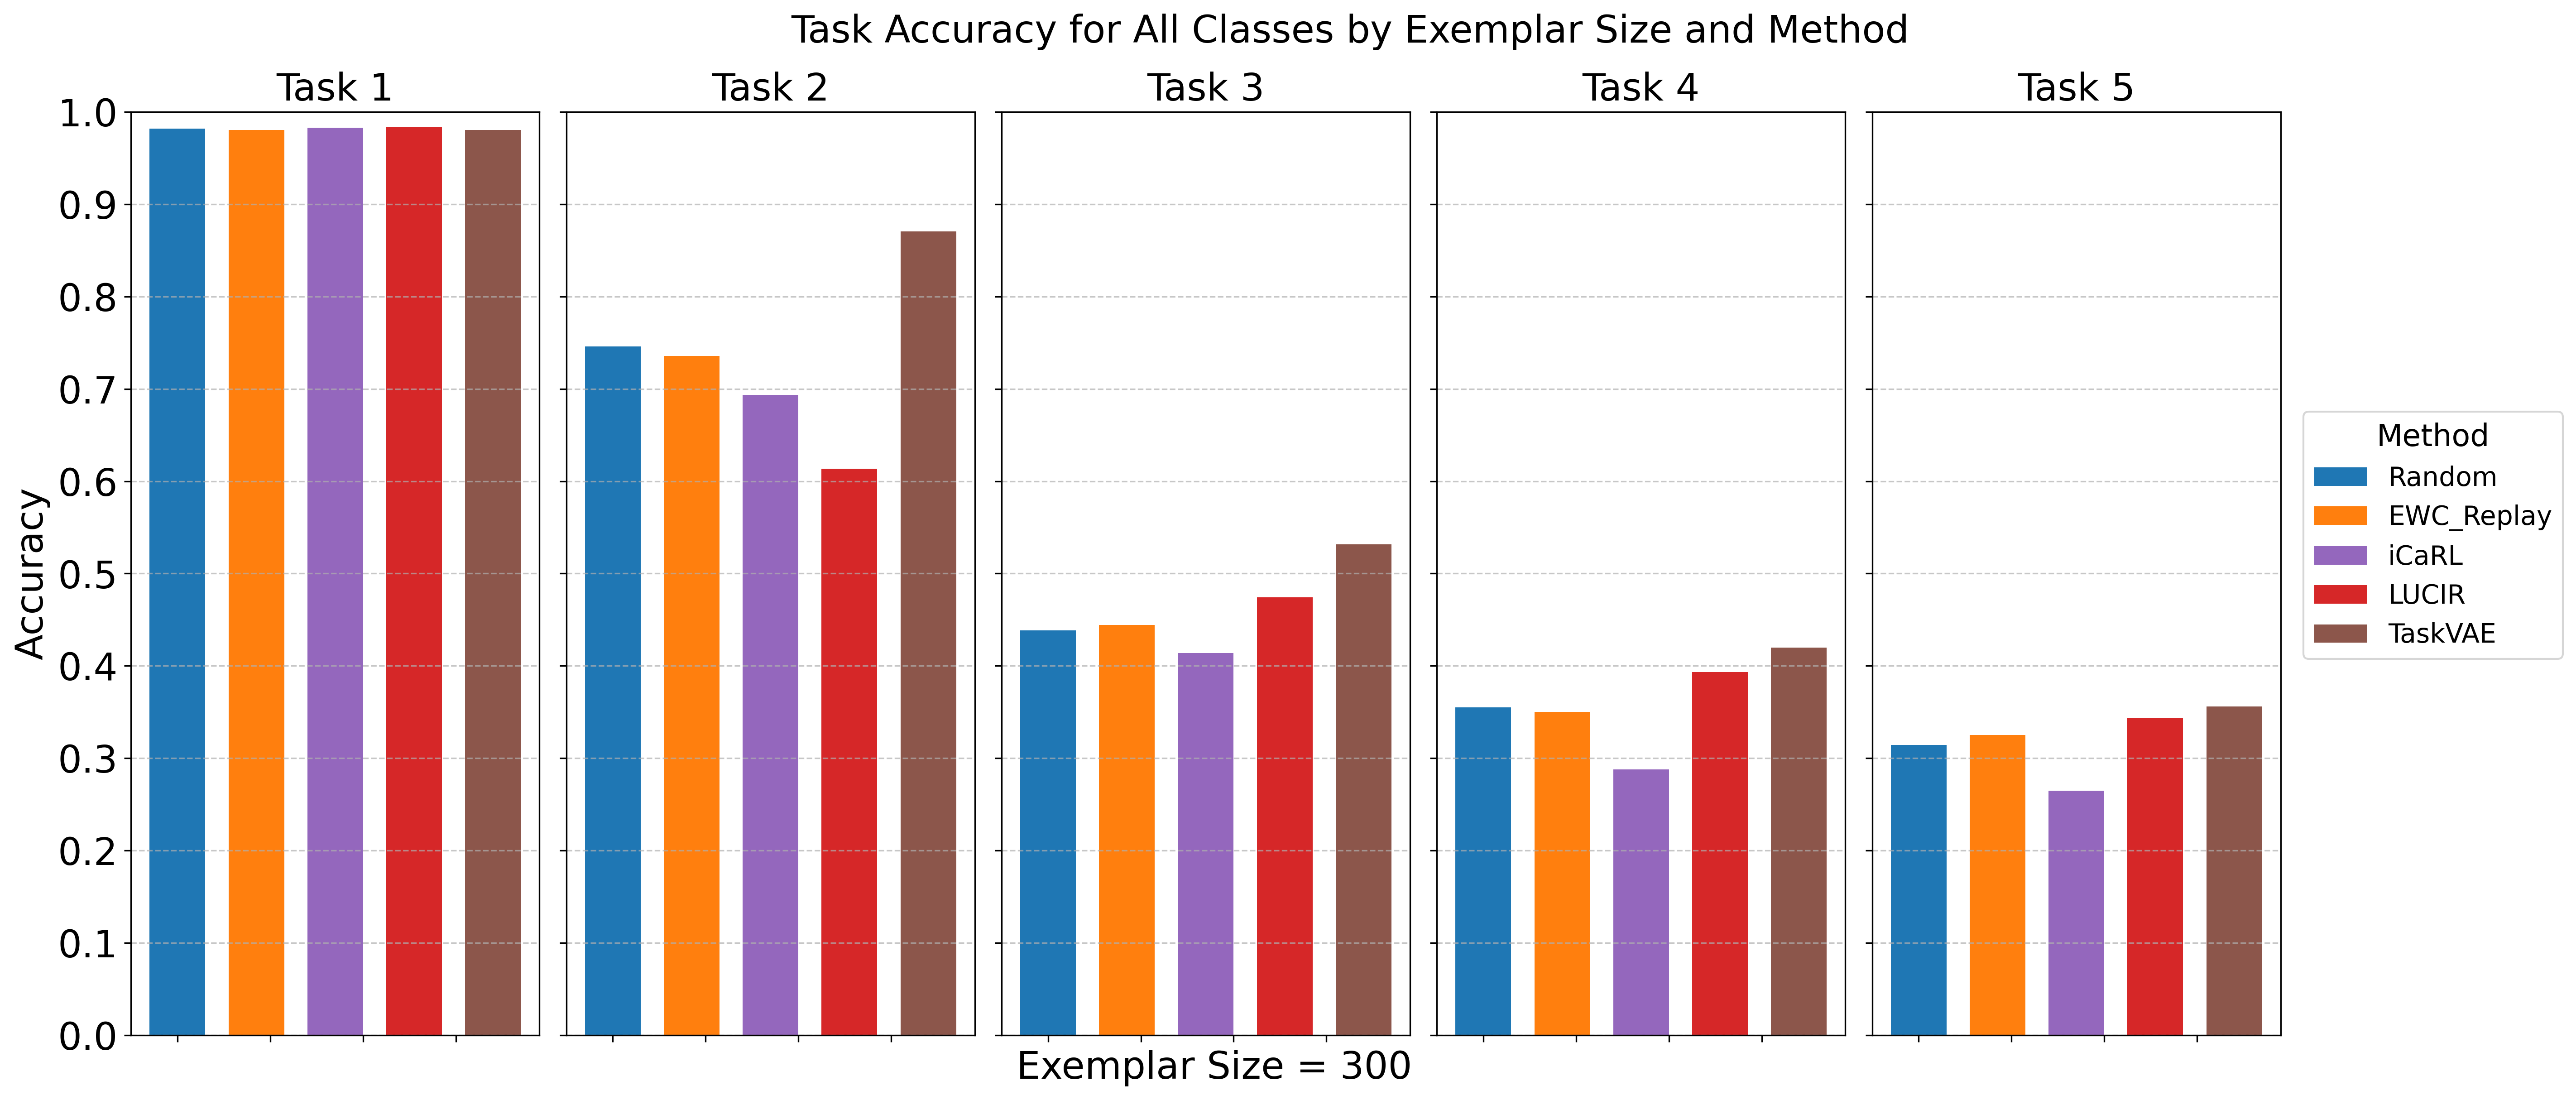 Task Accuracy for All Classes by Exemplar Size and Method
Task 1
Task 2
Task 3
Task 4
Task 5
1.0
0.9
0.8
0.7
0.6
0.5
0.4
0.3
0.2
0.1
0.0
Accuracy
Exemplar Size = 300
Method
Random
EWC_Replay
iCaRL
LUCIR
TaskVAE